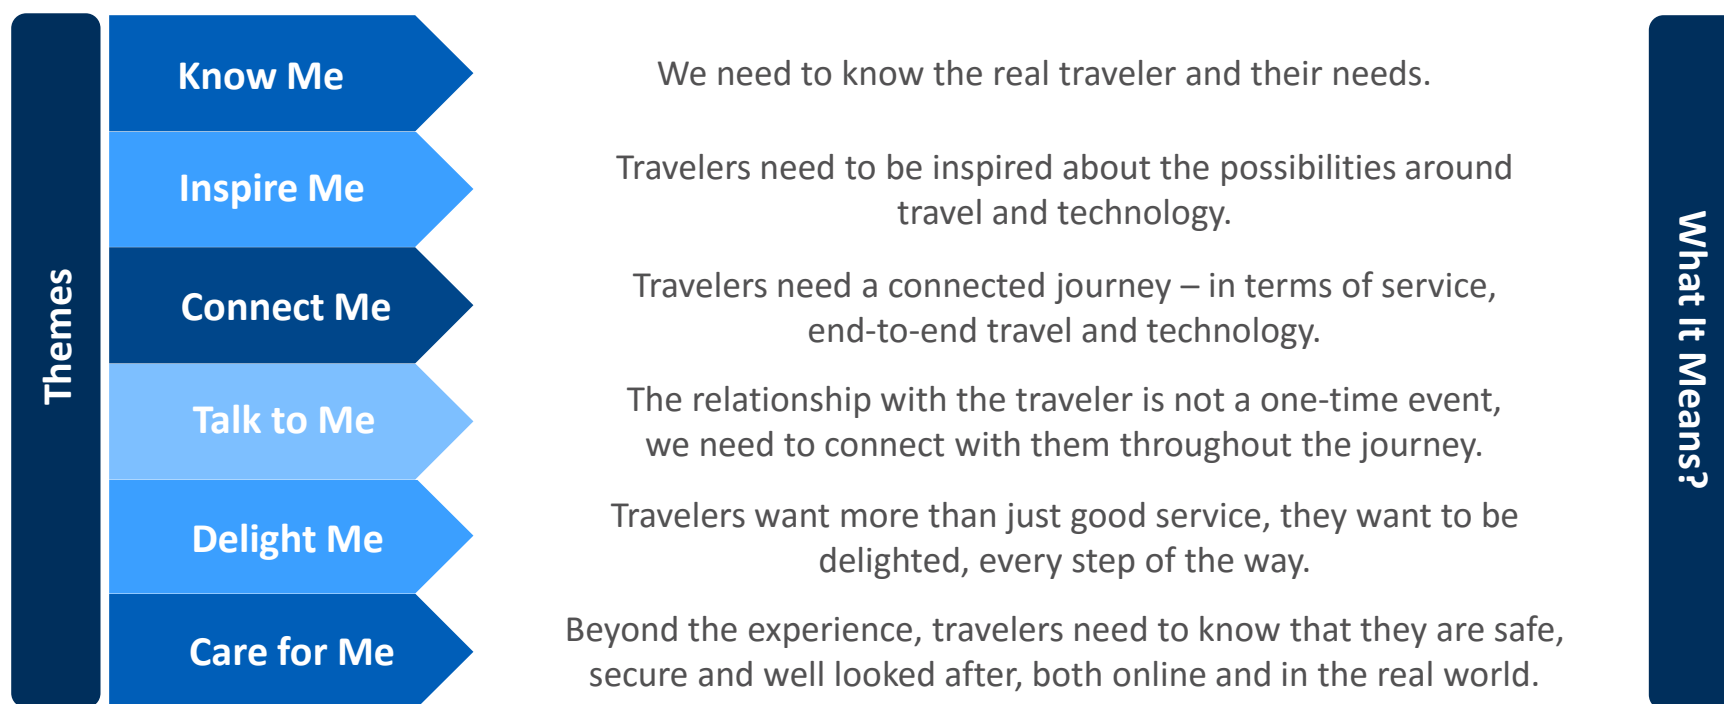 Themes
Know Me
We need to know the real traveler and their needs.
Inspire Me
Travelers need to be inspired about the possibilities around
travel and technology.
Connect Me
Travelers need a connected journey – in terms of service,
end-to-end travel and technology.
Talk to Me
The relationship with the traveler is not a one-time event,
we need to connect with them throughout the journey.
Delight Me
Travelers want more than just good service, they want to be
delighted, every step of the way.
Care for Me
Beyond the experience, travelers need to know that they are safe,
secure and well looked after, both online and in the real world.
What It Means?